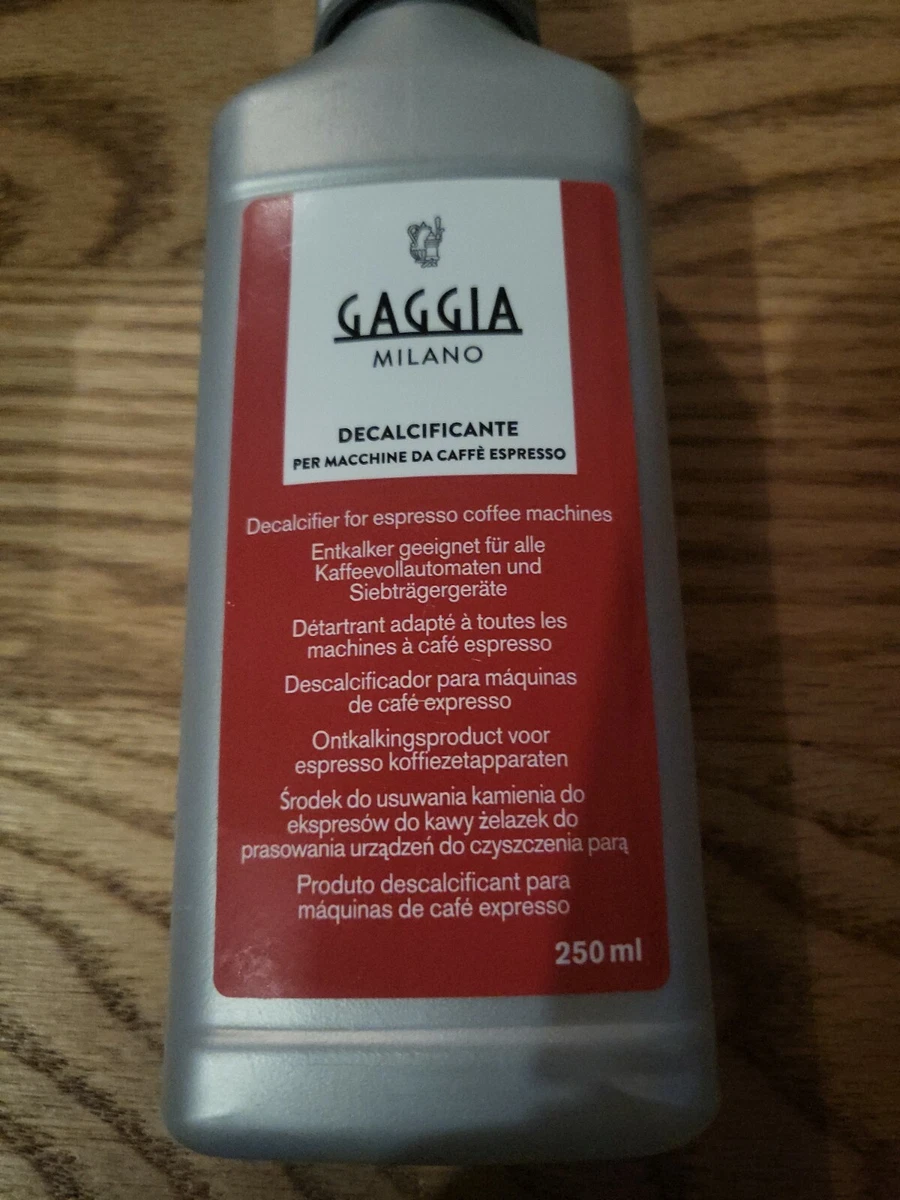 GAGGIA
MILANO
DECALCIFICANTE
PER MACCHINE DA CAFFÈ ESPRESSO
Decalcifier for espresso coffee machines
Entkalker geeignet für alle
Kaffeevollautomaten und
Siebträgergeräte
Détartrant adapté à toutes les
machines à café espresso
Descalcificador para máquinas
de café expresso
Ontkalkingsproduct voor
espresso koffiezetapparaten
Środek do usuwania kamienia do
ekspresów do kawy żelazek do
prasowania urządzeń do czyszczenia parą
Produto descalcificant para
máquinas de café expresso
250 ml